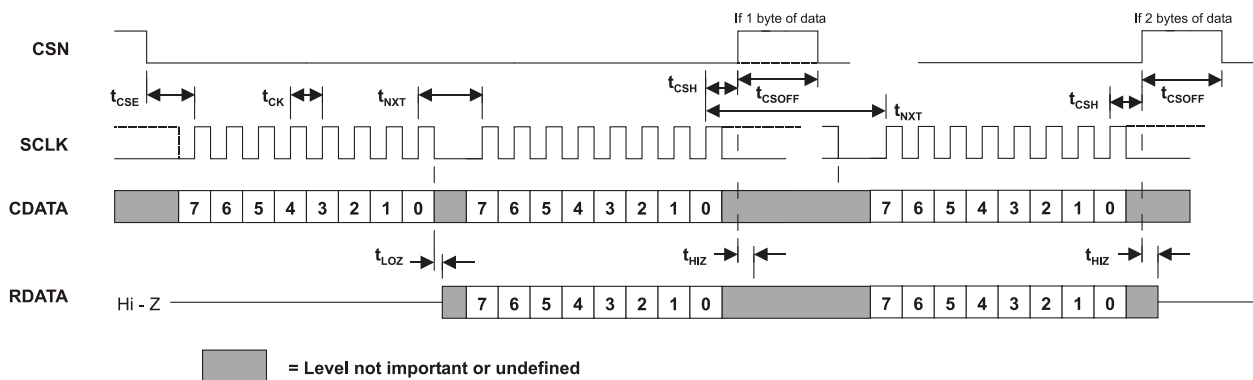 If 1 byte of data If 2 bytes of data
CSN
tCSE tCK tNXT tCSH tCSOFF tNXT tCSH tCSOFF
SCLK
CDATA 7 6 5 4 3 2 1 0 7 6 5 4 3 2 1 0 7 6 5 4 3 2 1 0
tLOZ tHIZ tHIZ
RDATA Hi - Z 7 6 5 4 3 2 1 0 7 6 5 4 3 2 1 0
= Level not important or undefined